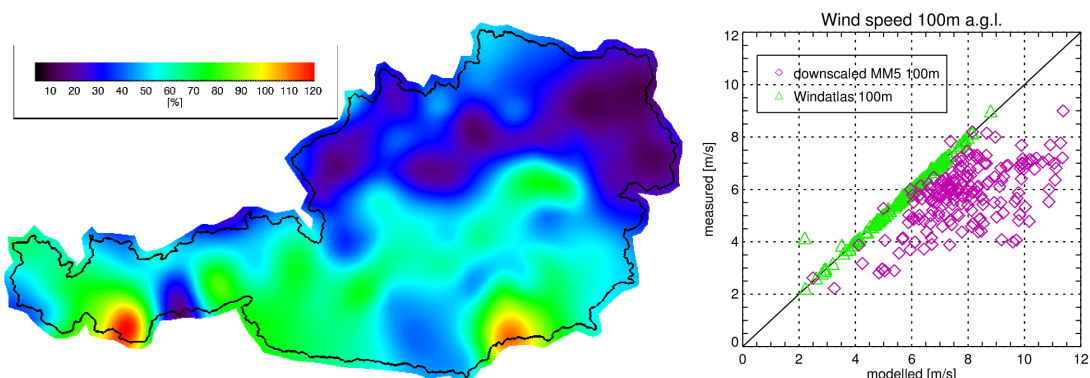 10 20 30 40 50 60 70 80 90 100 110 120
[%]
Wind speed 100m a.g.l.
12
10
8
6
4
2
0
measured [m/s]
downscaled MM5 100m
Windatlas 100m
0 2 4 6 8 10 12
modelled [m/s]